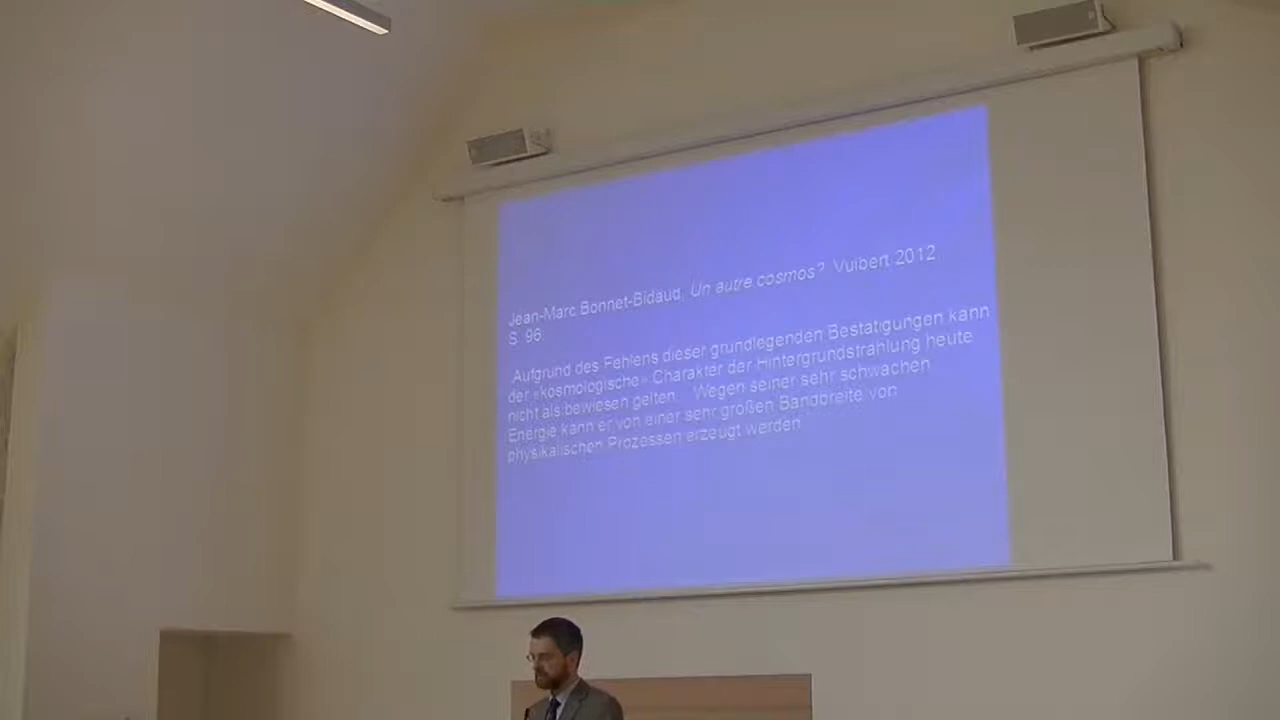 Jean-Marc Bonnet-Bidaud, Un autre cosmos? Vuibert 2012
S. 96:
Aufgrund des Fehlens dieser grundlegenden Bestätigungen kann
der «kosmologische» Charakter der Hintergrundstrahlung heute
nicht als bewiesen gelten. Wegen seiner sehr schwachen
Energie kann er von einer sehr großen Bandbreite von
physikalischen Prozessen erzeugt werden.